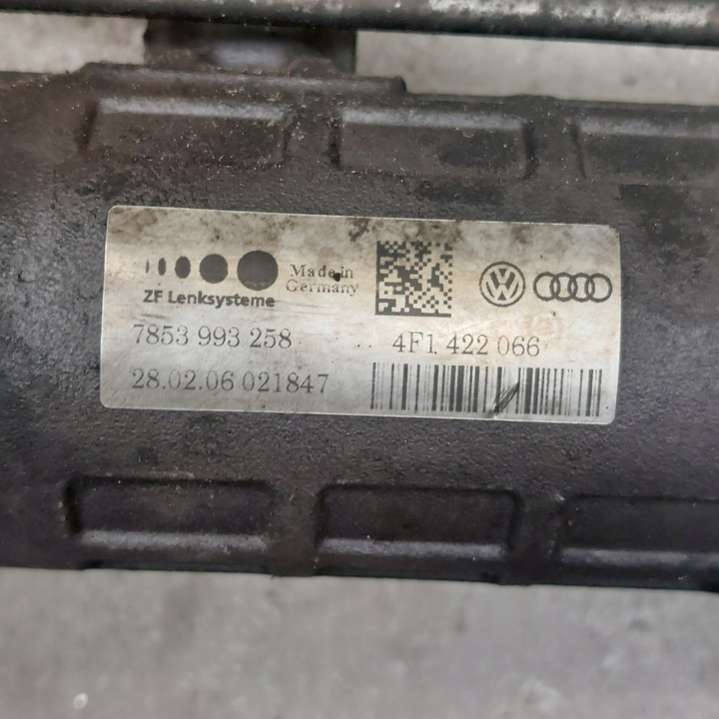 Made in
Germany
ZF Lenksysteme
7853 993 258
4F1 422 066
28.02.06 021847